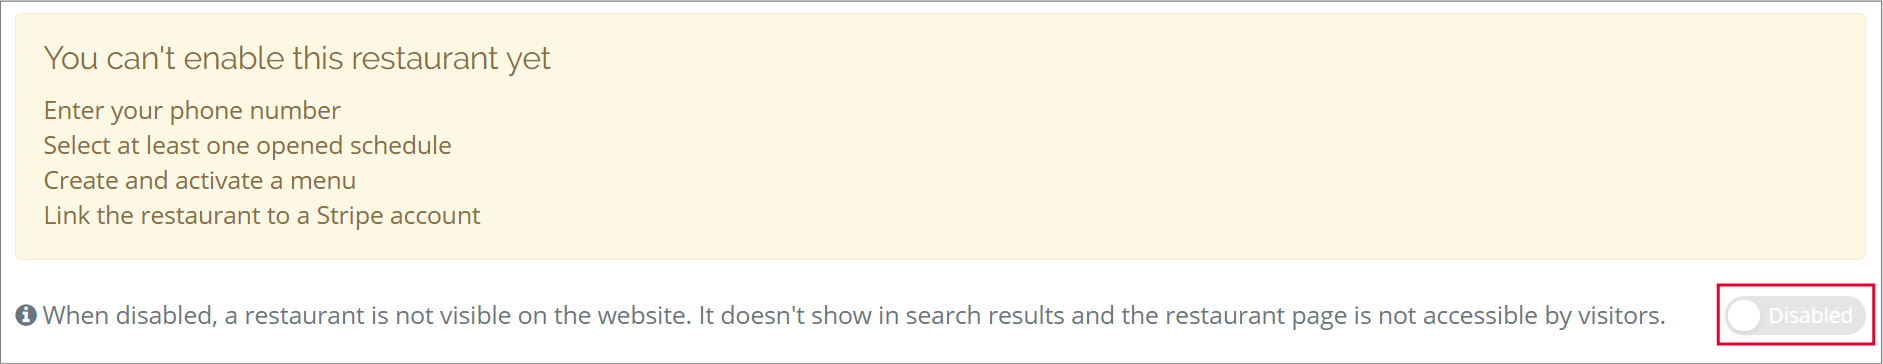 You can't enable this restaurant yet
Enter your phone number
Select at least one opened schedule
Create and activate a menu
Link the restaurant to a Stripe account
When disabled, a restaurant is not visible on the website. It doesn't show in search results and the restaurant page is not accessible by visitors.
Disabled